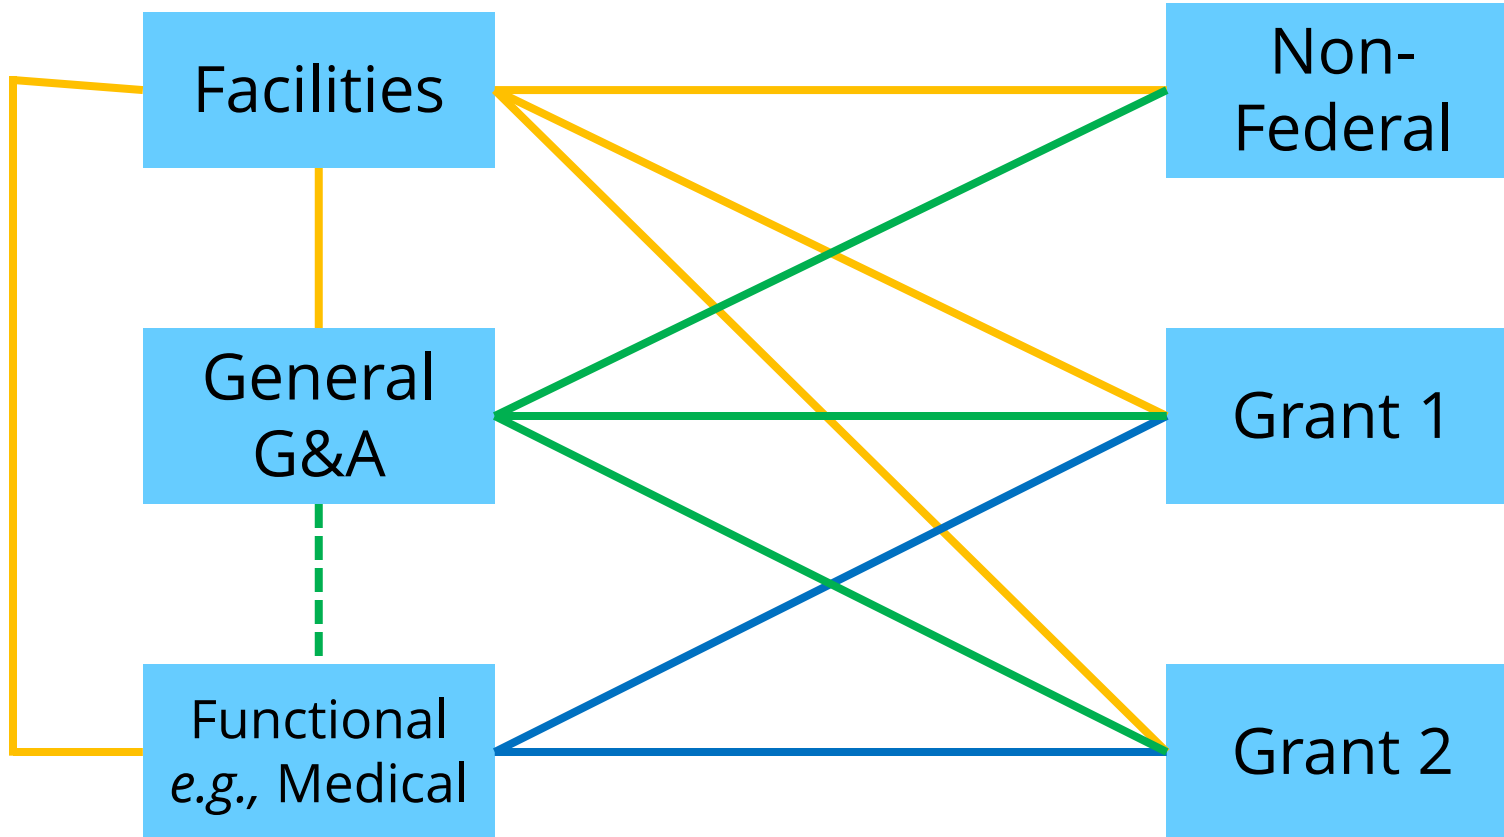 Facilities
Non-
Federal
General
G&A
Grant 1
Functional
e.g., Medical
Grant 2